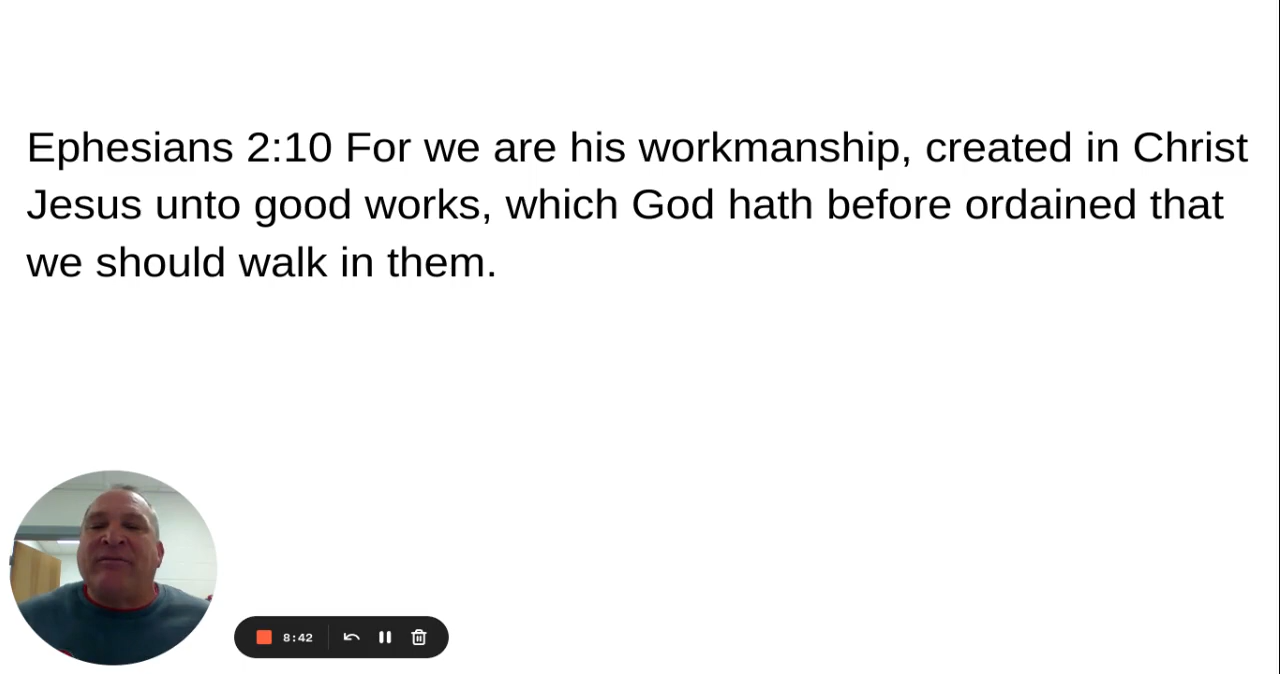 Ephesians 2:10 For we are his workmanship, created in Christ
Jesus unto good works, which God hath before ordained that
we should walk in them.
8:42